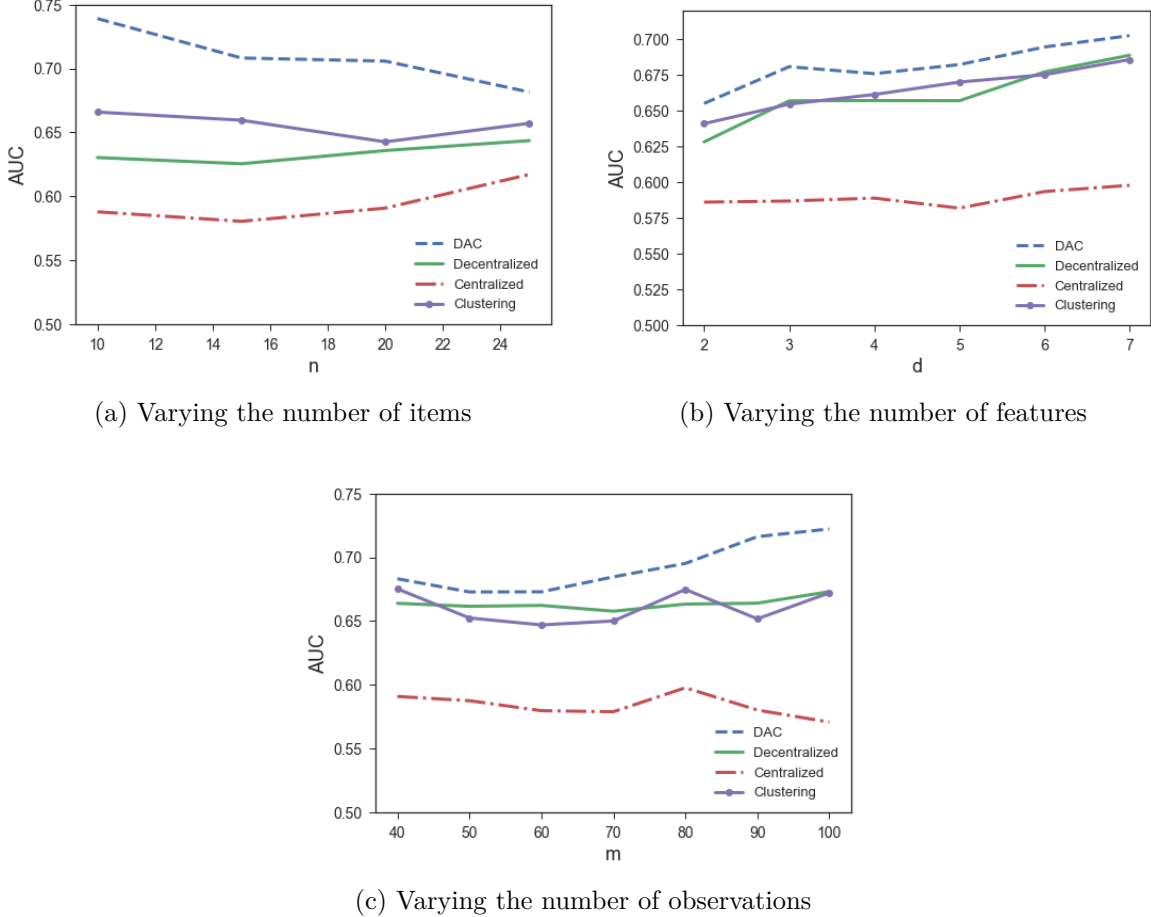 0.75
0.70
0.65
0.60
0.55
0.50
AUC
10 12 14 16 18 20 22 24
n
DAC
Decentralized
Centralized
Clustering
(a) Varying the number of items
0.700
0.675
0.650
0.625
0.600
0.575
0.550
0.525
0.500
AUC
2 3 4 5 6 7
d
DAC
Decentralized
Centralized
Clustering
(b) Varying the number of features
0.75
0.70
0.65
0.60
0.55
0.50
AUC
40 50 60 70 80 90 100
m
DAC
Decentralized
Centralized
Clustering
(c) Varying the number of observations